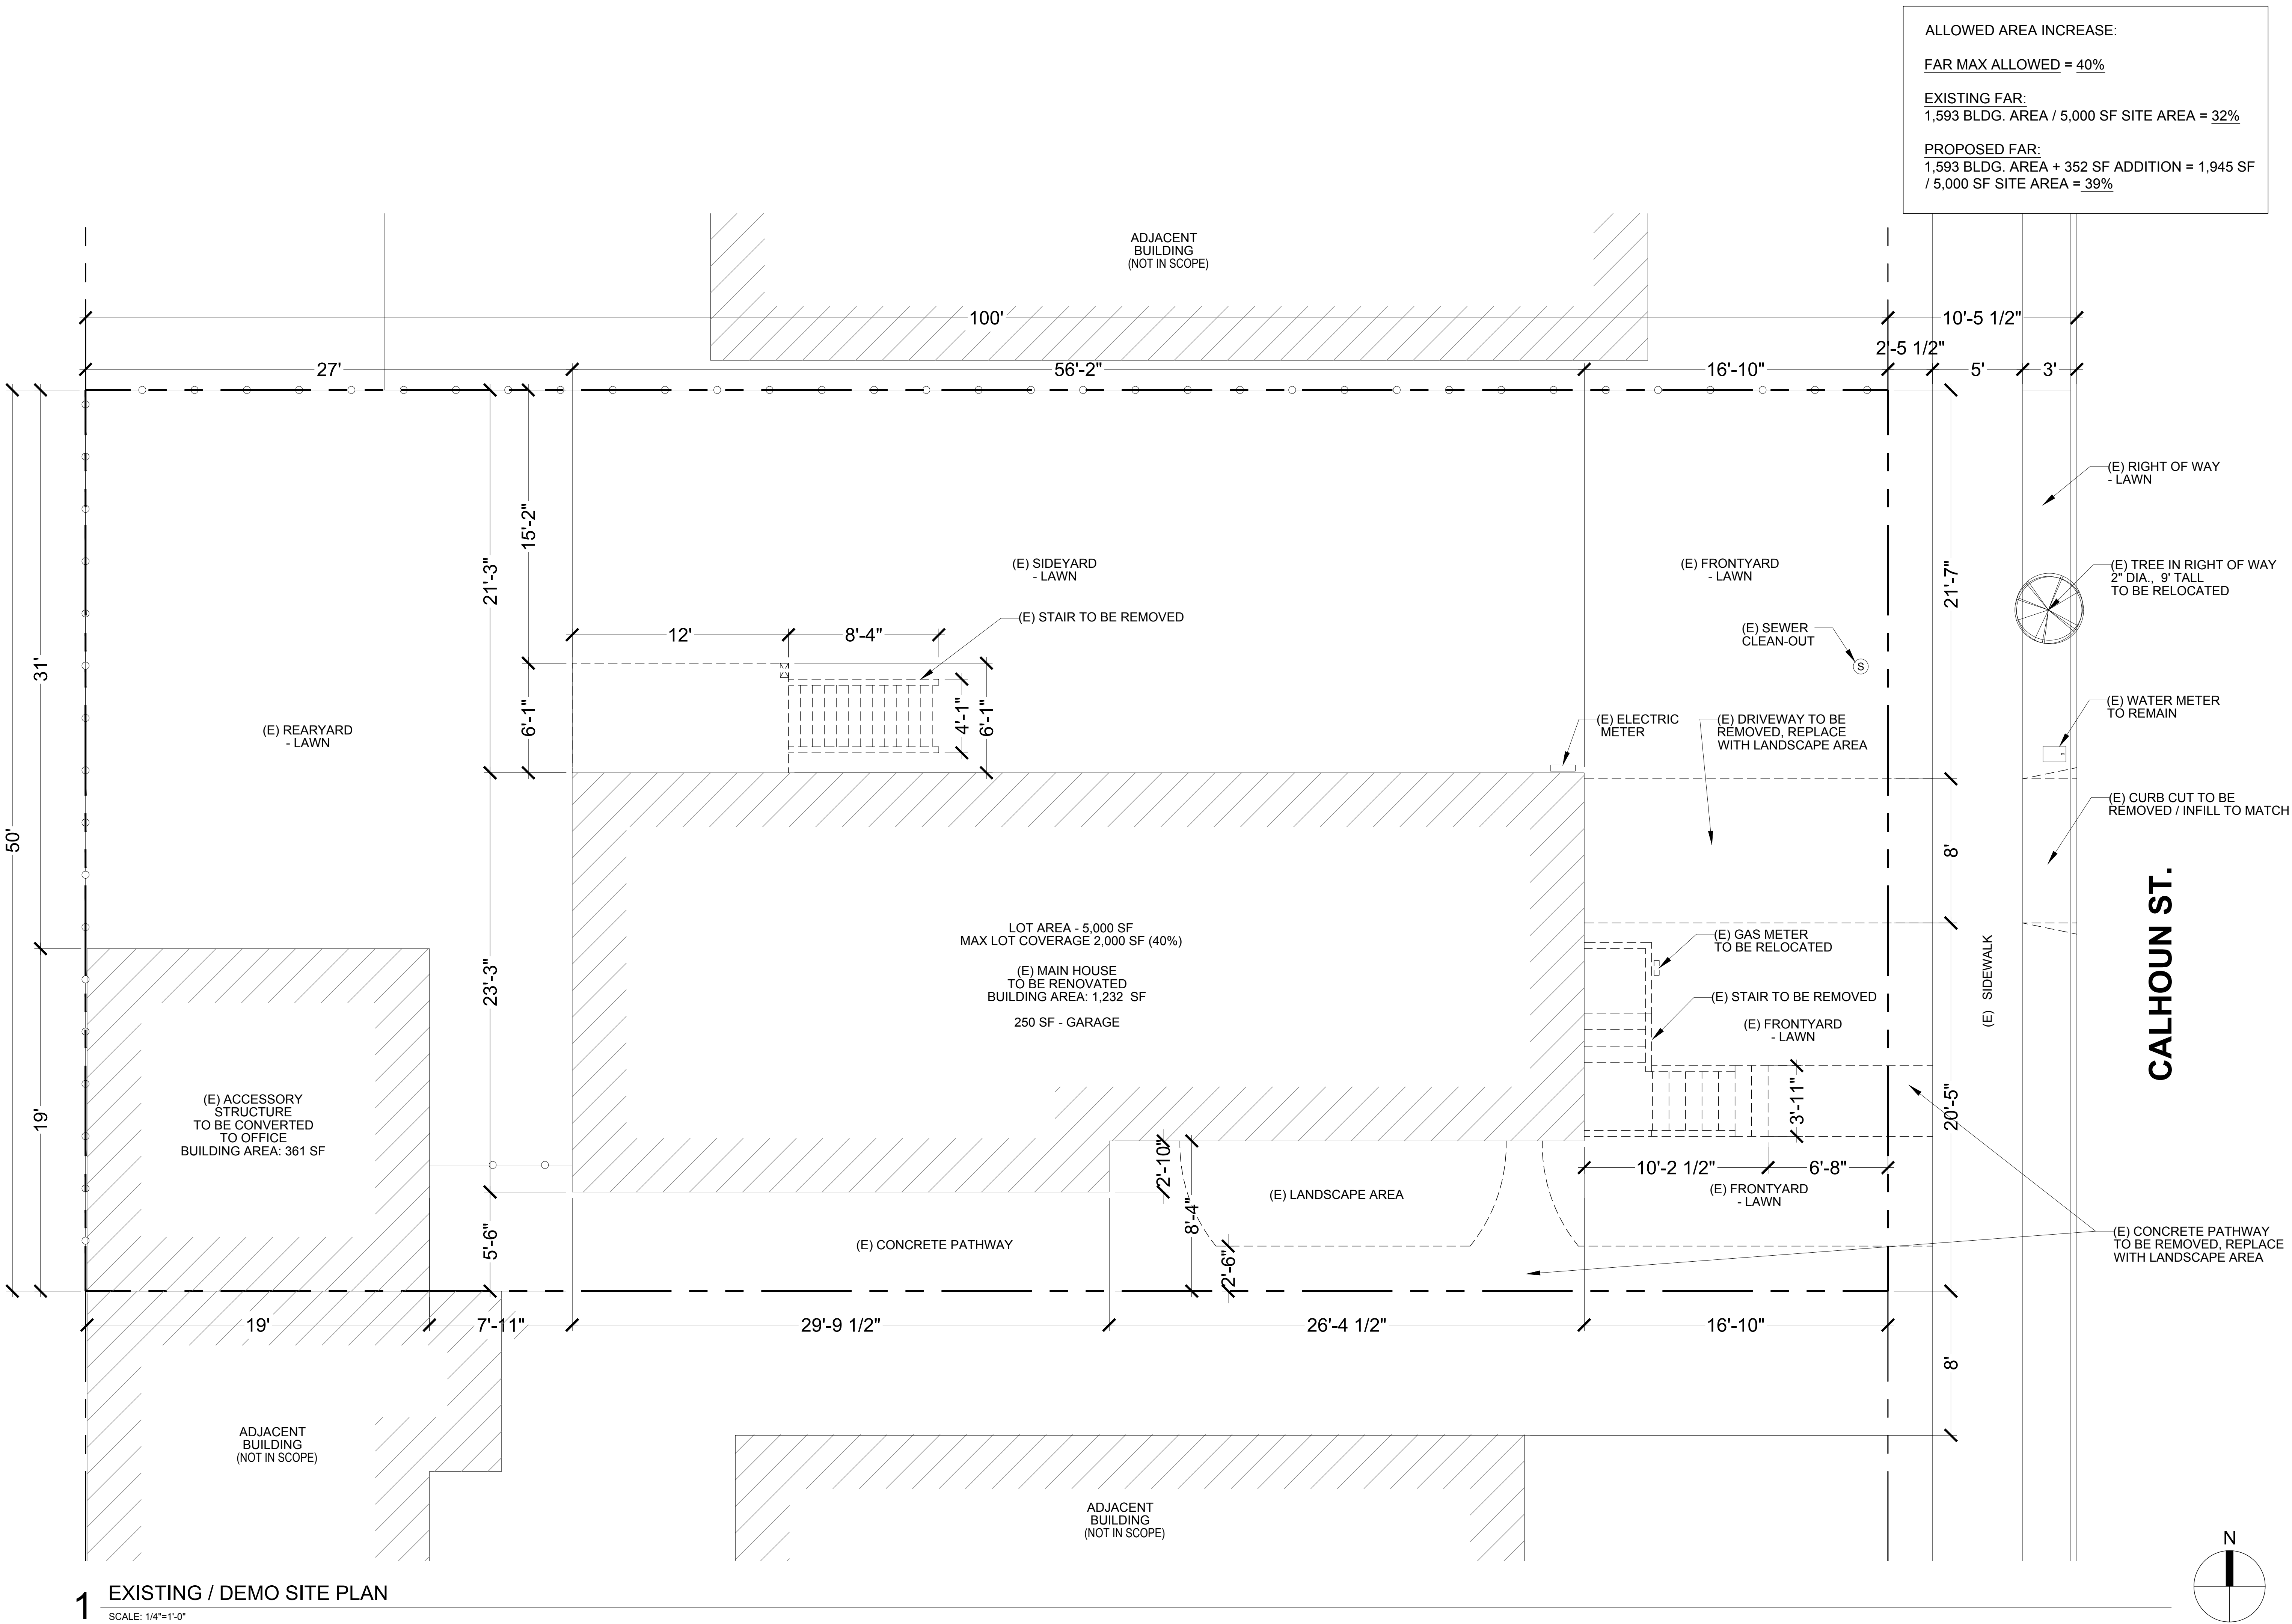 ALLOWED AREA INCREASE:
FAR MAX ALLOWED = 40%
EXISTING FAR:
1,593 BLDG. AREA / 5,000 SF SITE AREA = 32%
PROPOSED FAR:
1,593 BLDG. AREA + 352 SF ADDITION = 1,945 SF
/ 5,000 SF SITE AREA = 39%
ADJACENT
BUILDING
(NOT IN SCOPE)
100'
10'-5 1/2"
2'-5 1/2"
27'
56'-2"
16'-10"
5'
3'
(E) RIGHT OF WAY
- LAWN
15'-2"
21'-3"
(E) SIDEYARD
- LAWN
(E) FRONTYARD
- LAWN
21'-7"
(E) TREE IN RIGHT OF WAY
2" DIA., 9' TALL
TO BE RELOCATED
(E) STAIR TO BE REMOVED
12'
8'-4"
(E) SEWER
CLEAN-OUT
S
31'
6'-1"
4'-1"
6'-1"
(E) REARYARD
- LAWN
(E) ELECTRIC
METER
(E) DRIVEWAY TO BE
REMOVED, REPLACE
WITH LANDSCAPE AREA
(E) WATER METER
TO REMAIN
(E) CURB CUT TO BE
REMOVED / INFILL TO MATCH
50'
8'
CALHOUN ST.
LOT AREA - 5,000 SF
MAX LOT COVERAGE 2,000 SF (40%)
(E) MAIN HOUSE
TO BE RENOVATED
BUILDING AREA: 1,232 SF
250 SF - GARAGE
23'-3"
(E) GAS METER
TO BE RELOCATED
(E) STAIR TO BE REMOVED
(E) FRONTYARD
- LAWN
(E) SIDEWALK
19'
(E) ACCESSORY
STRUCTURE
TO BE CONVERTED
TO OFFICE
BUILDING AREA: 361 SF
3'-11"
20'-5"
2'-10"
8'-4"
10'-2 1/2"
6'-8"
(E) LANDSCAPE AREA
(E) FRONTYARD
- LAWN
5'-6"
(E) CONCRETE PATHWAY
2'-6"
(E) CONCRETE PATHWAY
TO BE REMOVED, REPLACE
WITH LANDSCAPE AREA
19'
7'-11"
29'-9 1/2"
26'-4 1/2"
16'-10"
8'
ADJACENT
BUILDING
(NOT IN SCOPE)
ADJACENT
BUILDING
(NOT IN SCOPE)
N
1
EXISTING / DEMO SITE PLAN
SCALE: 1/4"=1'-0"